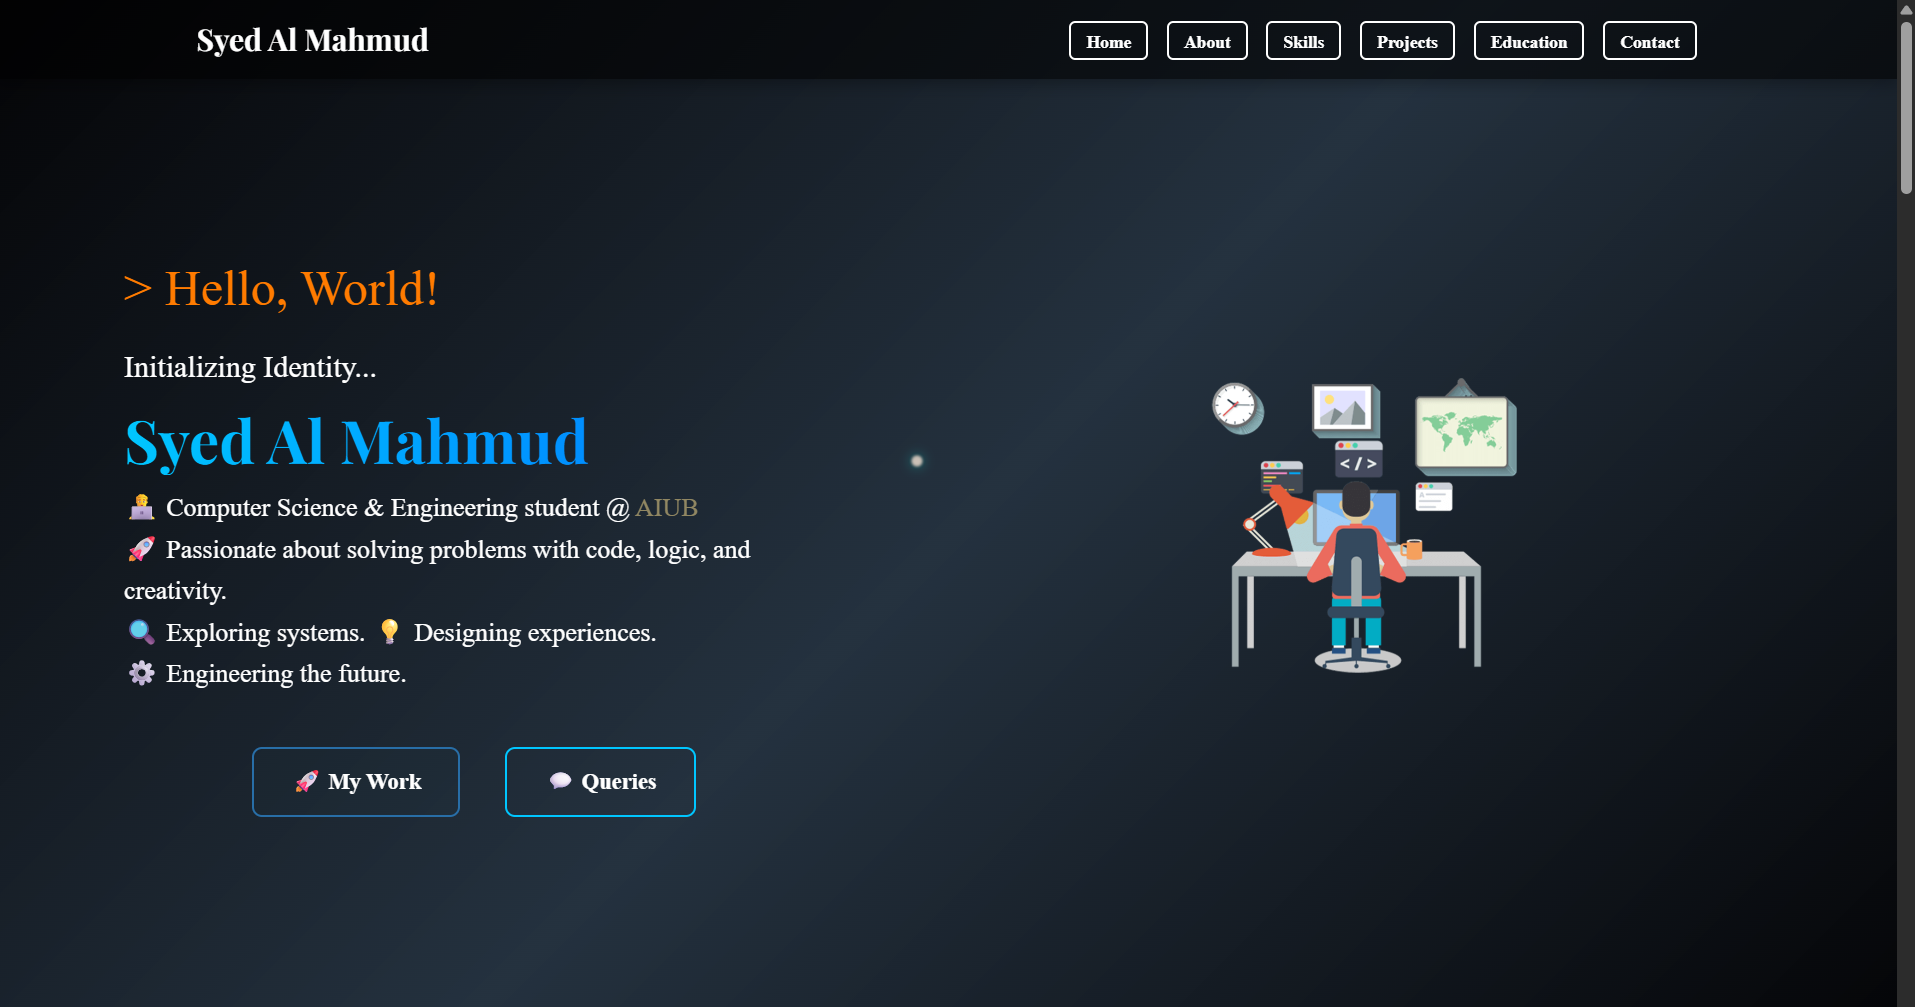 Syed Al Mahmud
Home About Skills Projects Education Contact
> Hello, World!
Initializing Identity...
Syed Al Mahmud
Computer Science & Engineering student @ AIUB
Passionate about solving problems with code, logic, and
creativity.
Exploring systems. Designing experiences.
Engineering the future.
My Work
Queries
</>